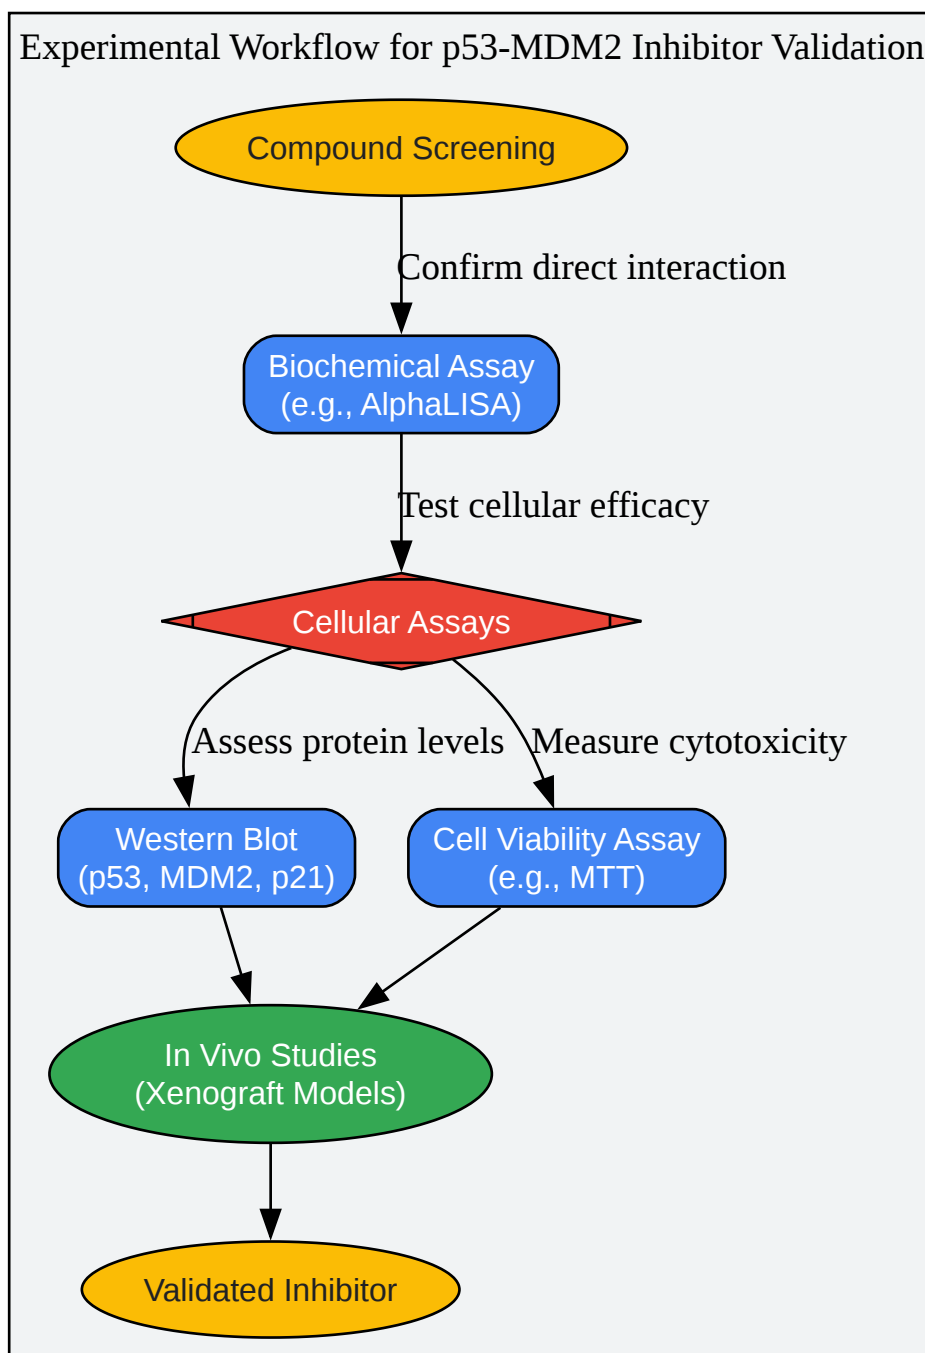 Experimental Workflow for p53-MDM2 Inhibitor Validation
Compound Screening
Confirm direct interaction
Biochemical Assay
(e.g., AlphaLISA)
Test cellular efficacy
Cellular Assays
Assess protein levels
Measure cytotoxicity
Western Blot
(p53, MDM2, p21)
Cell Viability Assay
(e.g., MTT)
In Vivo Studies
(Xenograft Models)
Validated Inhibitor